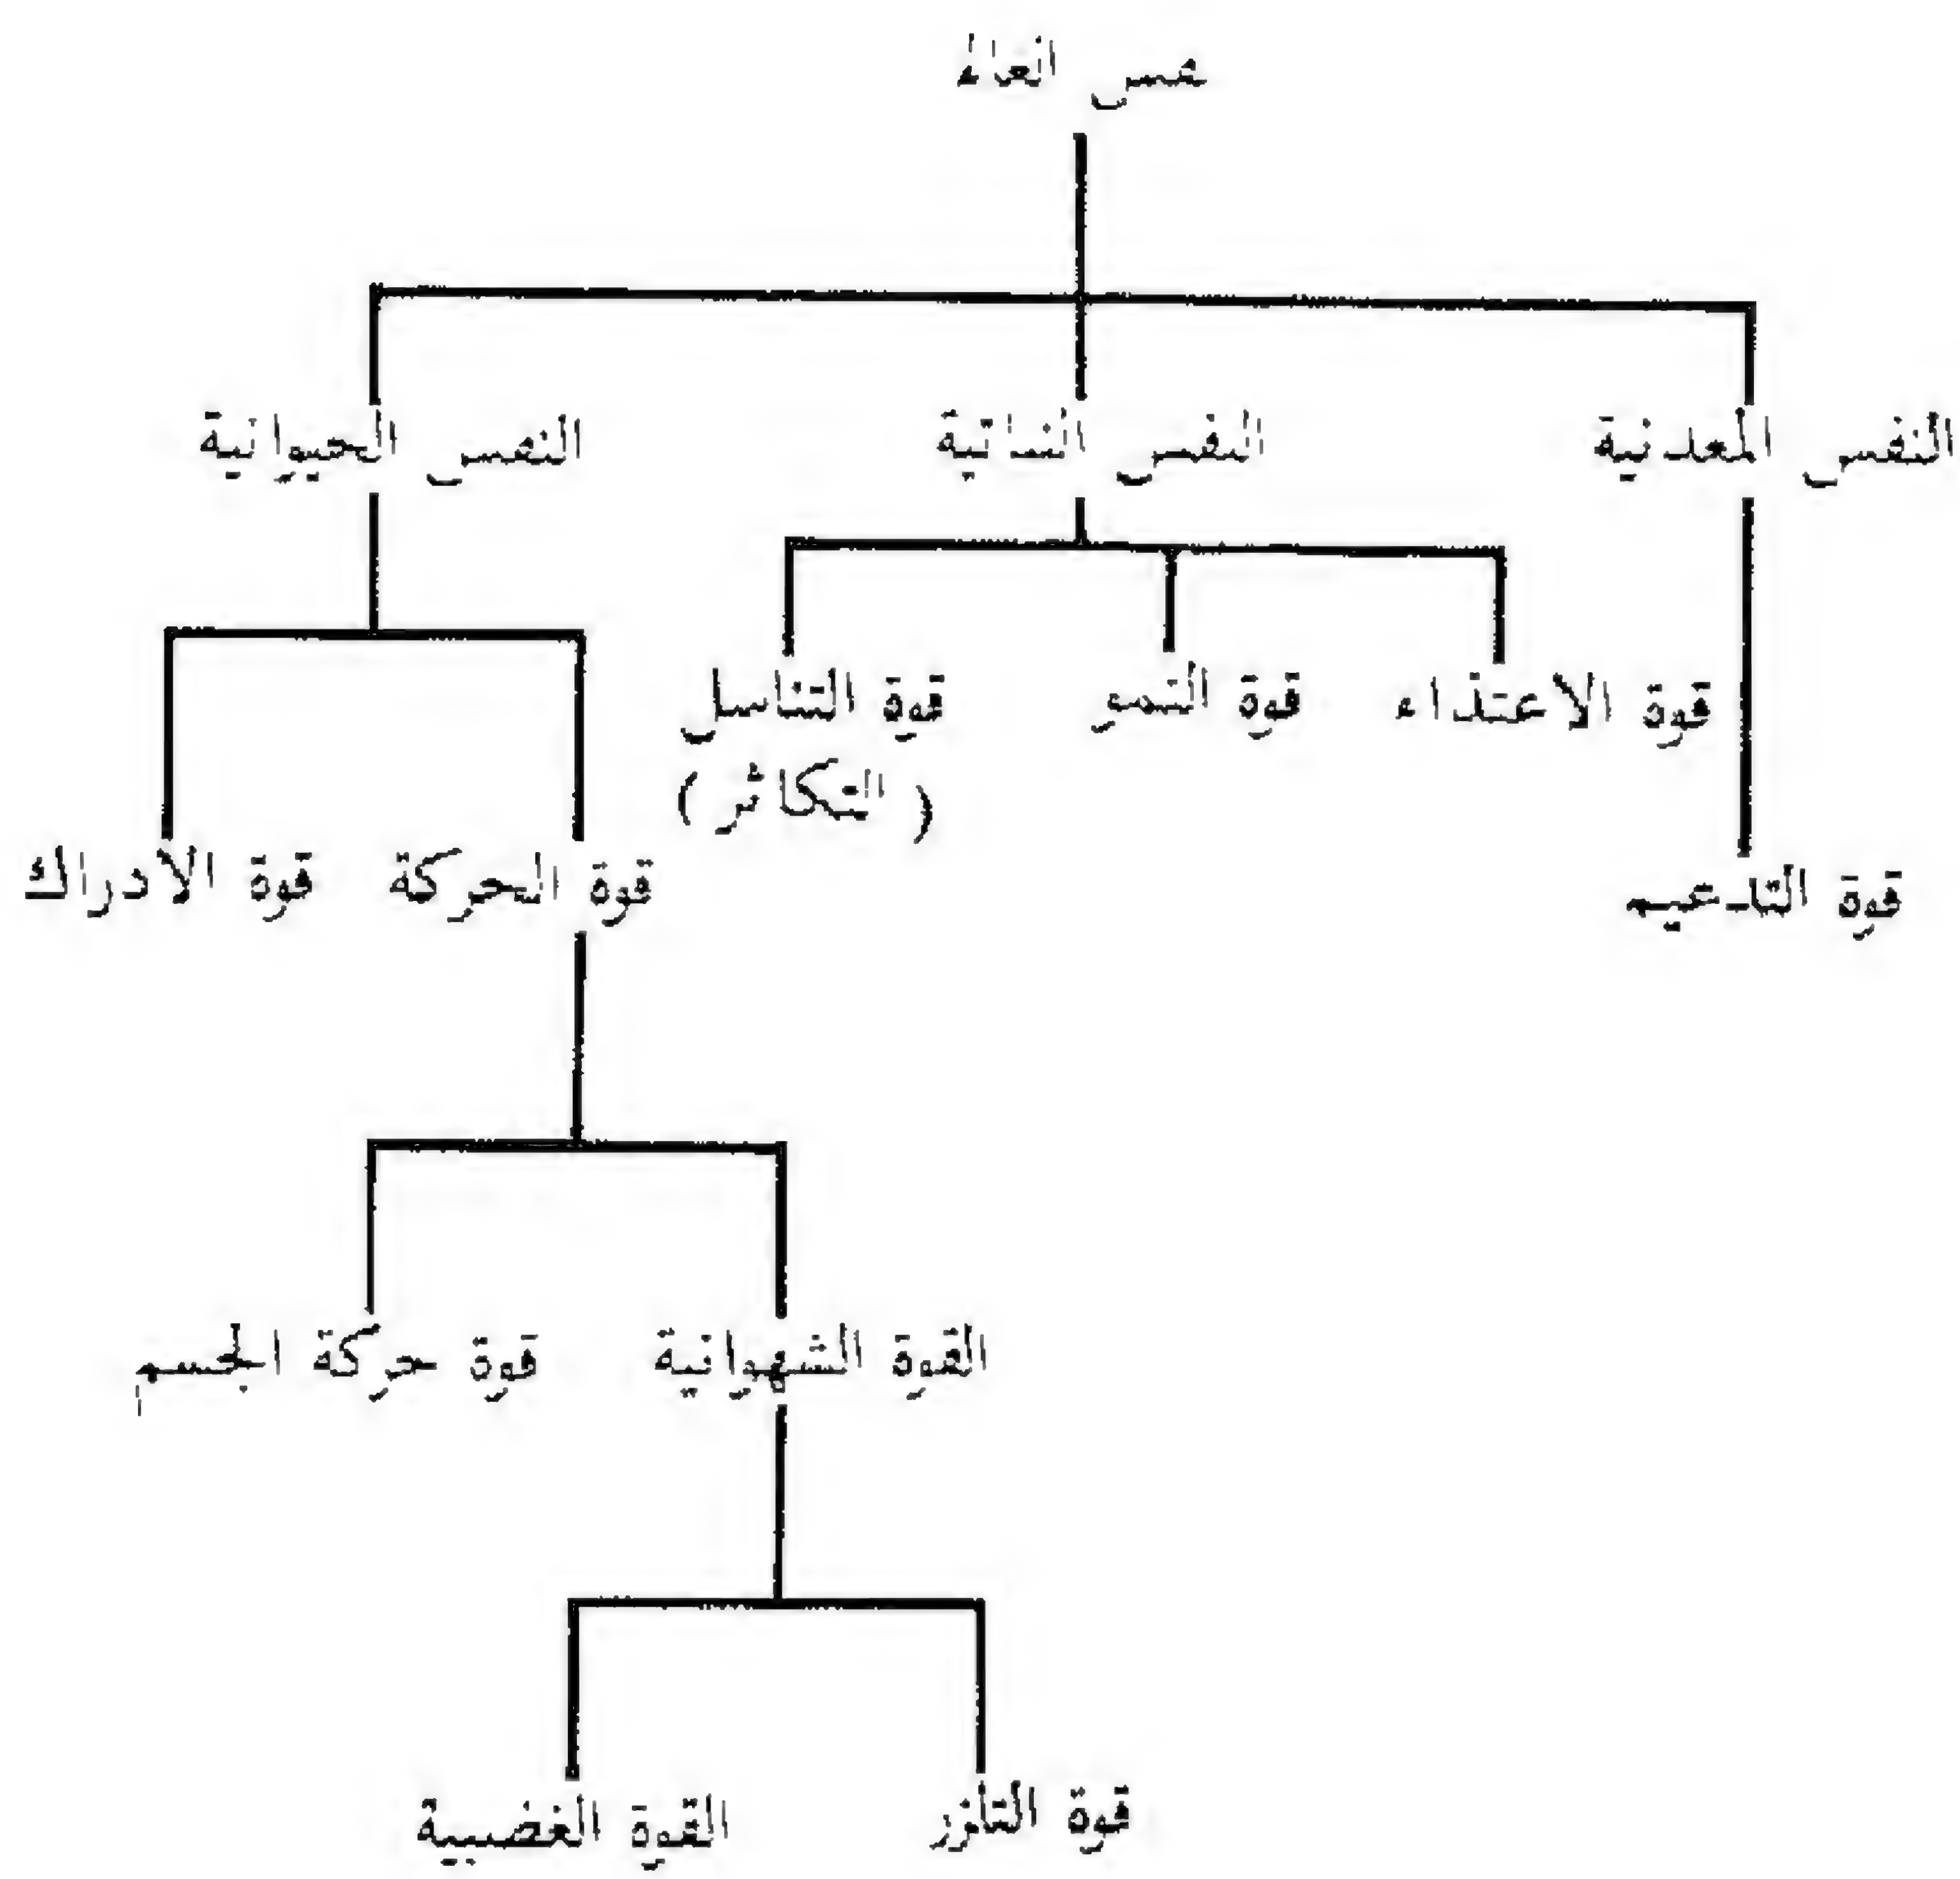 نفس العالم
النفس المعدنية
النفس النباتية
النفس الحيوانية
قوة الاغتذاء
قوة النمو
قوة التناسل
( التكاثر )
قوة التدعيم
قوة الحركة
قوة الادراك
القوة الشهوانية
قوة حركة الجسم
قوة
القوة الغضبية